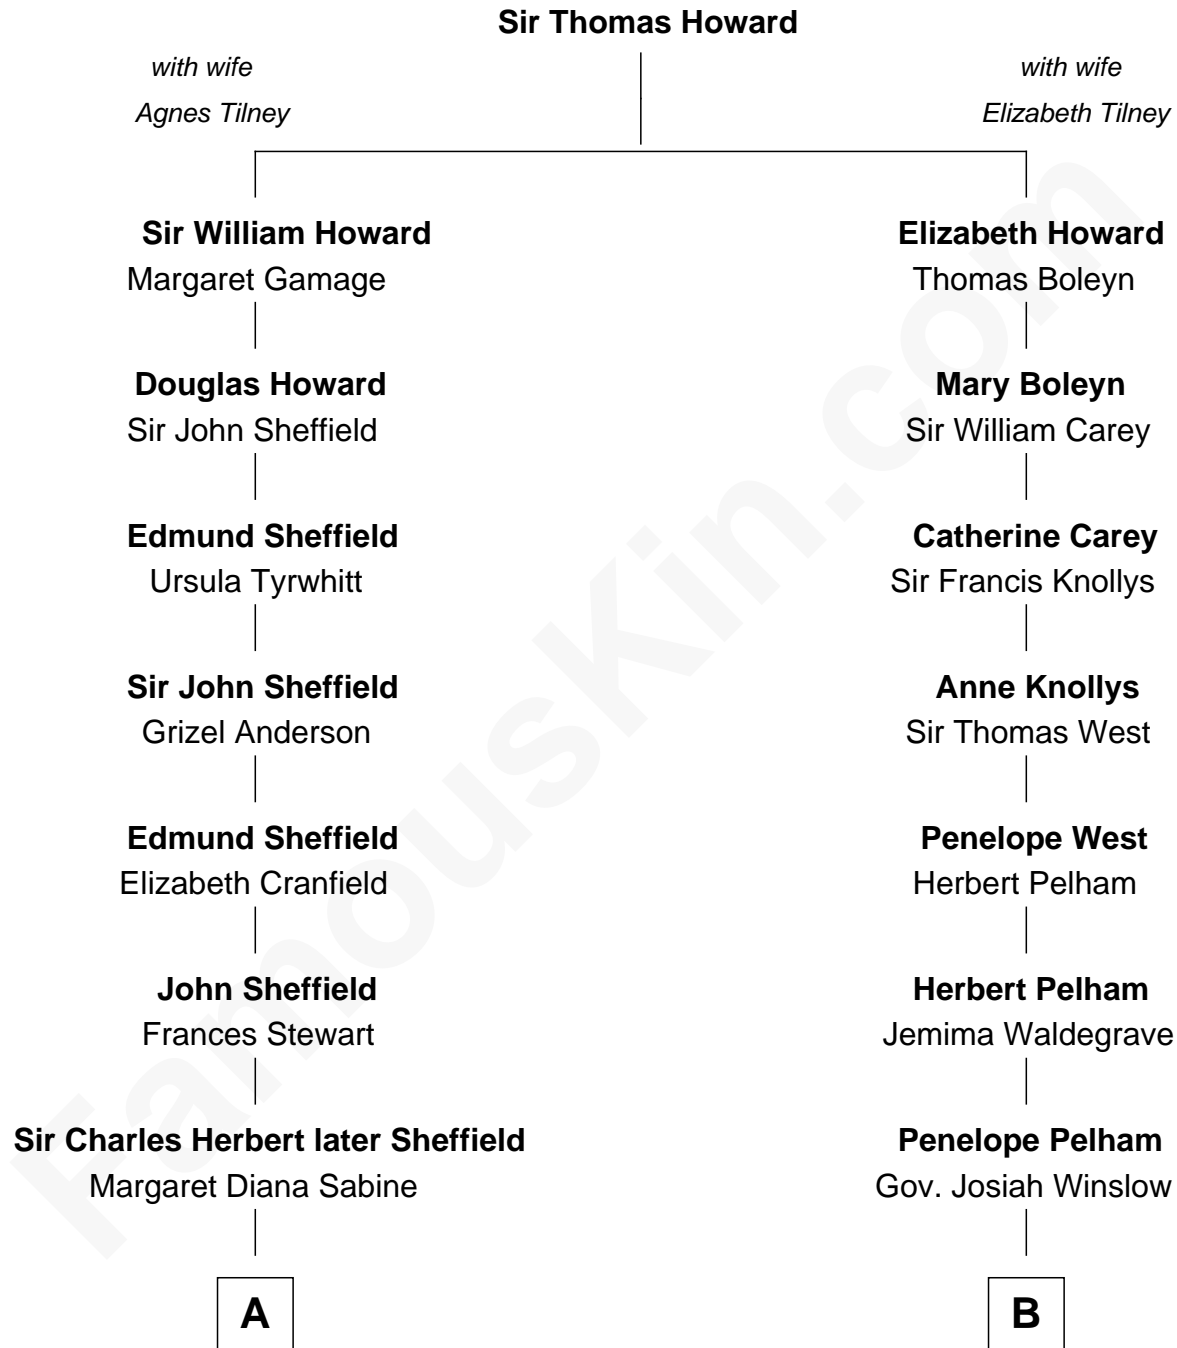 Sir Thomas Howard
with wife
Agnes Tilney
with wife
Elizabeth Tilney
Sir William Howard
Margaret Gamage
Elizabeth Howard
Thomas Boleyn
Douglas Howard
Sir John Sheffield
Mary Boleyn
Sir William Carey
Edmund Sheffield
Ursula Tyrwhitt
Catherine Carey
Sir Francis Knollys
Sir John Sheffield
Grizel Anderson
Anne Knollys
Sir Thomas West
Edmund Sheffield
Elizabeth Cranfield
Penelope West
Herbert Pelham
John Sheffield
Frances Stewart
Herbert Pelham
Jemima Waldegrave
Sir Charles Herbert later Sheffield
Margaret Diana Sabine
Penelope Pelham
Gov. Josiah Winslow
A
B
FamousKin.com